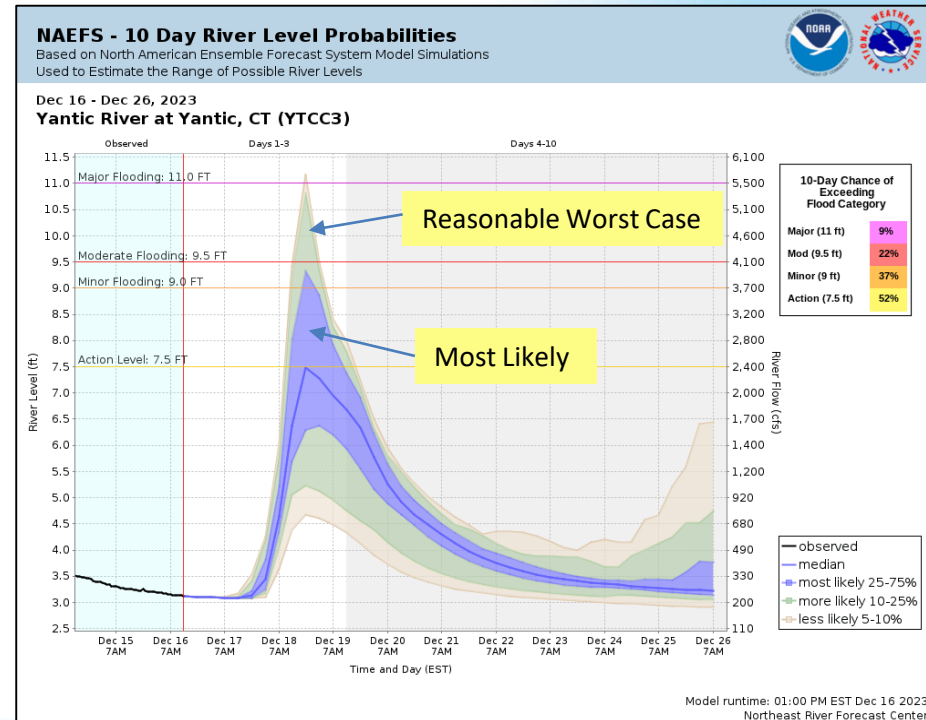 NAEFS - 10 Day River Level Probabilities
Based on North American Ensemble Forecast System Model Simulations
Used to Estimate the Range of Possible River Levels
NOAA
NATIONAL WEATHER SERVICE
Dec 16 - Dec 26, 2023
Yantic River at Yantic, CT (YTCC3)
Observed
Days 1-3
Days 4-10
River Level (ft)
11.5
11.0
10.5
10.0
9.5
9.0
8.5
8.0
7.5
7.0
6.5
6.0
5.5
5.0
4.5
4.0
3.5
3.0
2.5
Major Flooding: 11.0 FT
Moderate Flooding: 9.5 FT
Minor Flooding: 9.0 FT
Action Level: 7.5 FT
Reasonable Worst Case
Most Likely
6,100
5,500
5,100
4,600
4,100
3,700
3,200
2,800
2,400
2,000
1,700
1,400
1,200
920
680
490
330
200
110
River Flow (cfs)
Dec 15 7AM
Dec 16 7AM
Dec 17 7AM
Dec 18 7AM
Dec 19 7AM
Dec 20 7AM
Dec 21 7AM
Dec 22 7AM
Dec 23 7AM
Dec 24 7AM
Dec 25 7AM
Dec 26 7AM
Time and Day (EST)
10-Day Chance of
Exceeding
Flood Category
Major (11 ft) 9%
Mod (9.5 ft) 22%
Minor (9 ft) 37%
Action (7.5 ft) 52%
observed
median
most likely 25-75%
more likely 10-25%
less likely 5-10%
Model runtime: 01:00 PM EST Dec 16 2023
Northeast River Forecast Center